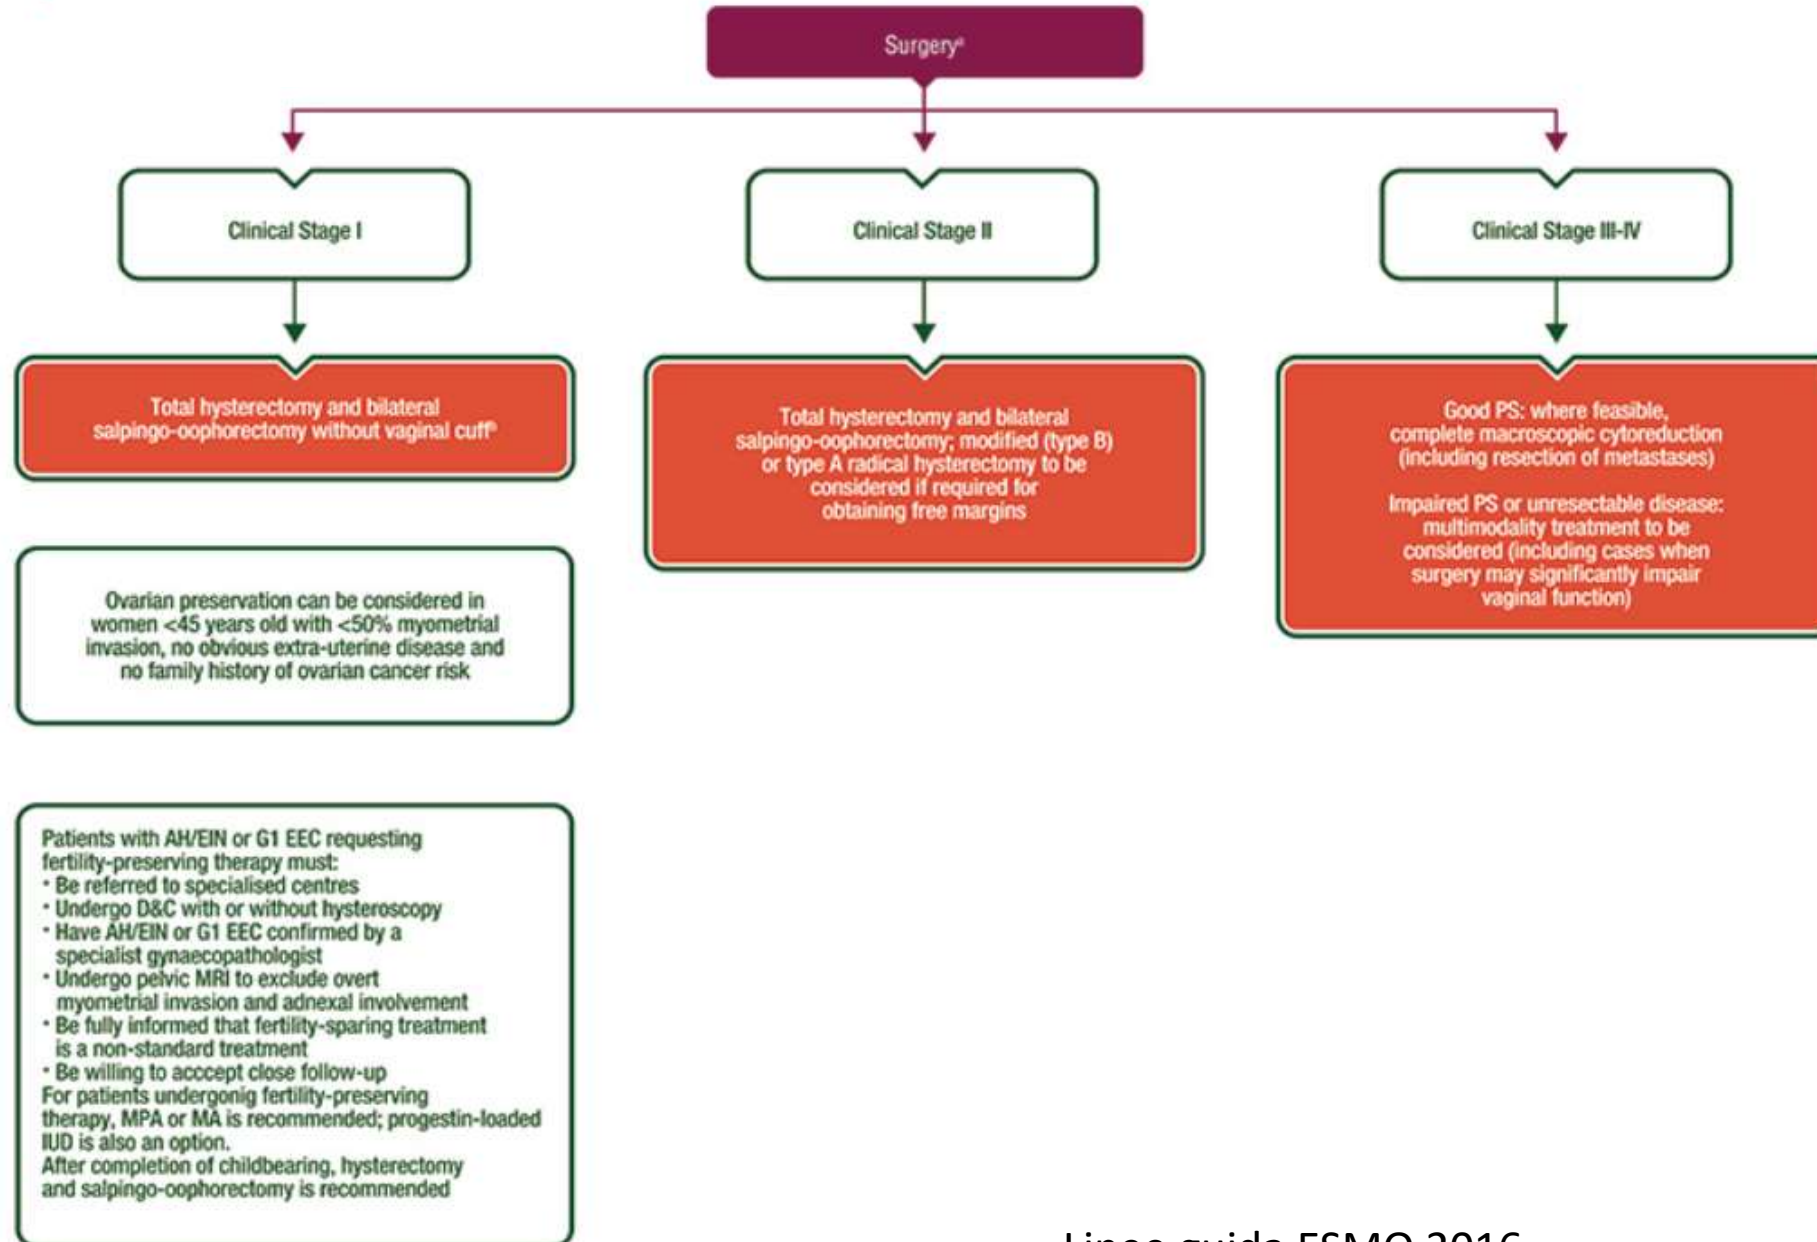 Surgeryᵃ
Clinical Stage I
Clinical Stage II
Clinical Stage III-IV
Total hysterectomy and bilateral
salpingo-oophorectomy without vaginal cuffᵇ
Total hysterectomy and bilateral
salpingo-oophorectomy; modified (type B)
or type A radical hysterectomy to be
considered if required for
obtaining free margins
Good PS: where feasible,
complete macroscopic cytoreduction
(including resection of metastases)
Impaired PS or unresectable disease:
multimodality treatment to be
considered (including cases when
surgery may significantly impair
vaginal function)
Ovarian preservation can be considered in
women <45 years old with <50% myometrial
invasion, no obvious extra-uterine disease and
no family history of ovarian cancer risk
Patients with AH/EIN or G1 EEC requesting
fertility-preserving therapy must:
• Be referred to specialised centres
• Undergo D&C with or without hysteroscopy
• Have AH/EIN or G1 EEC confirmed by a
specialist gynaecopathologist
• Undergo pelvic MRI to exclude overt
myometrial invasion and adnexal involvement
• Be fully informed that fertility-sparing treatment
is a non-standard treatment
• Be willing to acccept close follow-up
For patients undergonig fertility-preserving
therapy, MPA or MA is recommended; progestin-loaded
IUD is also an option.
After completion of childbearing, hysterectomy
and salpingo-oophorectomy is recommended
Linee guida ESMO 2016